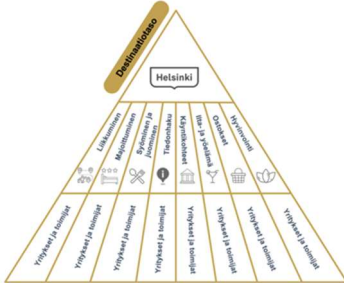 Destinaatiotaso
Helsinki
Liikkuminen
Majoittuminen
Syöminen ja
juominen
Tiedonhaku
Käyntikohteet
Ilta- ja yöelämä
Ostokset
Hyvinvointi
Yritykset ja toimijat
Yritykset ja toimijat
Yritykset ja toimijat
Yritykset ja toimijat
Yritykset ja toimijat
Yritykset ja toimijat
Yritykset ja toimijat
Yritykset ja toimijat